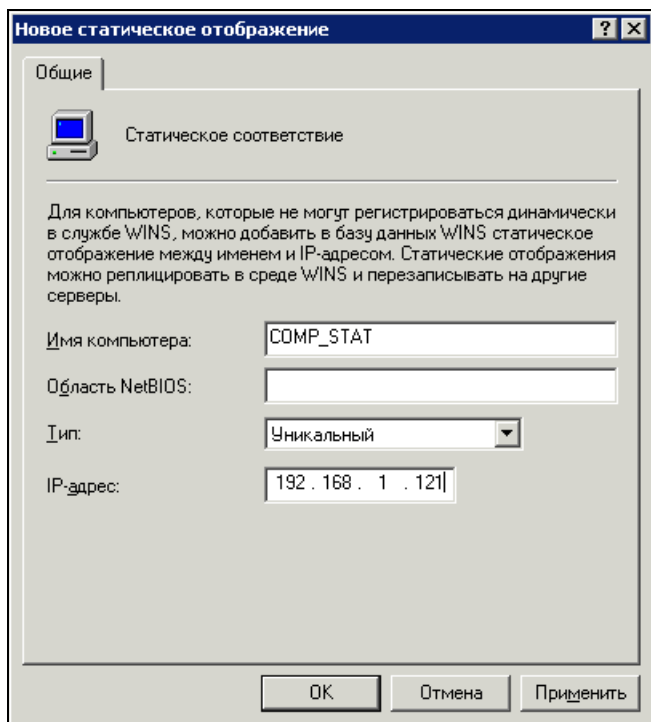 Новое статическое отображение
Общие
Статическое соответствие
Для компьютеров, которые не могут регистрироваться динамически
в службе WINS, можно добавить в базу данных WINS статическое
отображение между именем и IP-адресом. Статические отображения
можно реплицировать в среде WINS и перезаписывать на другие
серверы.
Имя компьютера: COMP_STAT
Область NetBIOS:
Тип: Уникальный
IP-адрес: 192 . 168 . 1 . 121
OK Отмена Применить